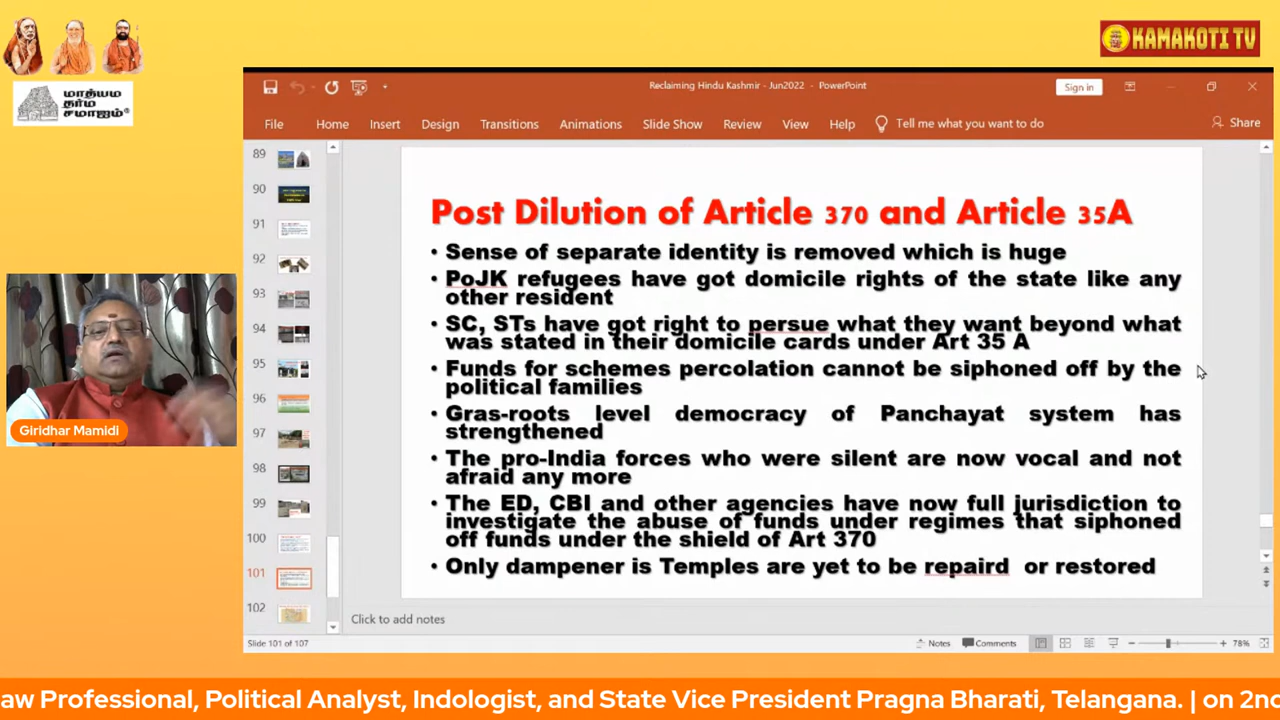 KAMAKOTI TV
மாத்யம
தர்ம
சமாஜம்®
Reclaiming Hindu Kashmir - Jun2022 - PowerPoint
Sign in
File Home Insert Design Transitions Animations Slide Show Review View Help Tell me what you want to do Share
89
90
91
92
93
94
95
96
97
98
99
100
101
102
Post Dilution of Article 370 and Article 35A
• Sense of separate identity is removed which is huge
• PoJK refugees have got domicile rights of the state like any
other resident
• SC, STs have got right to persue what they want beyond what
was stated in their domicile cards under Art 35 A
• Funds for schemes percolation cannot be siphoned off by the
political families
• Gras-roots level democracy of Panchayat system has
strengthened
• The pro-India forces who were silent are now vocal and not
afraid any more
• The ED, CBI and other agencies have now full jurisdiction to
investigate the abuse of funds under regimes that siphoned
off funds under the shield of Art 370
• Only dampener is Temples are yet to be repaird or restored
Giridhar Mamidi
Click to add notes
Slide 101 of 107
Notes Comments 78%
aw Professional, Political Analyst, Indologist, and State Vice President Pragna Bharati, Telangana. | on 2nd